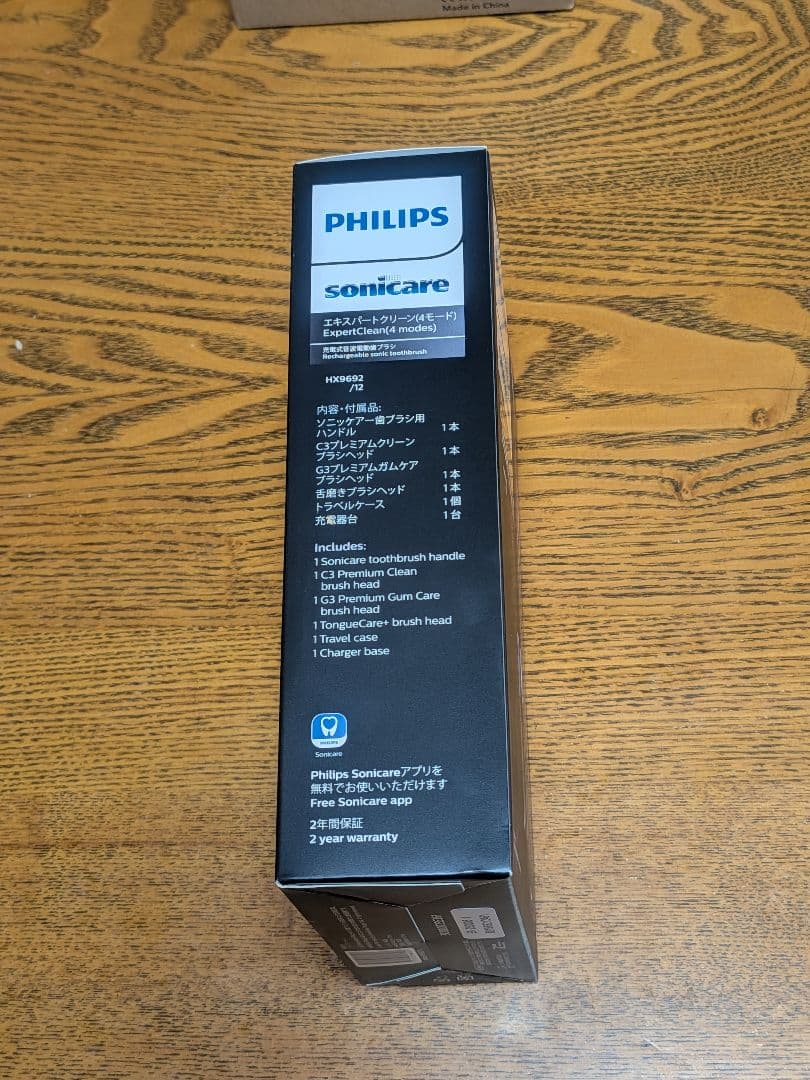 Made in China
PHILIPS
sonicare
エキスパートクリーン(4モード)
ExpertClean(4 modes)
充電式音波電動歯ブラシ
Rechargeable sonic toothbrush
HX9692
/12
内容・付属品:
ソニッケアー歯ブラシ用
ハンドル 1本
C3プレミアムクリーン
ブラシヘッド 1本
G3プレミアムガムケア
ブラシヘッド 1本
舌磨きブラシヘッド 1本
トラベルケース 1個
充電器台 1台
Includes:
1 Sonicare toothbrush handle
1 C3 Premium Clean
brush head
1 G3 Premium Gum Care
brush head
1 TongueCare+ brush head
1 Travel case
1 Charger base
Sonicare
Philips Sonicareアプリを
無料でお使いいただけます
Free Sonicare app
2年間保証
2 year warranty